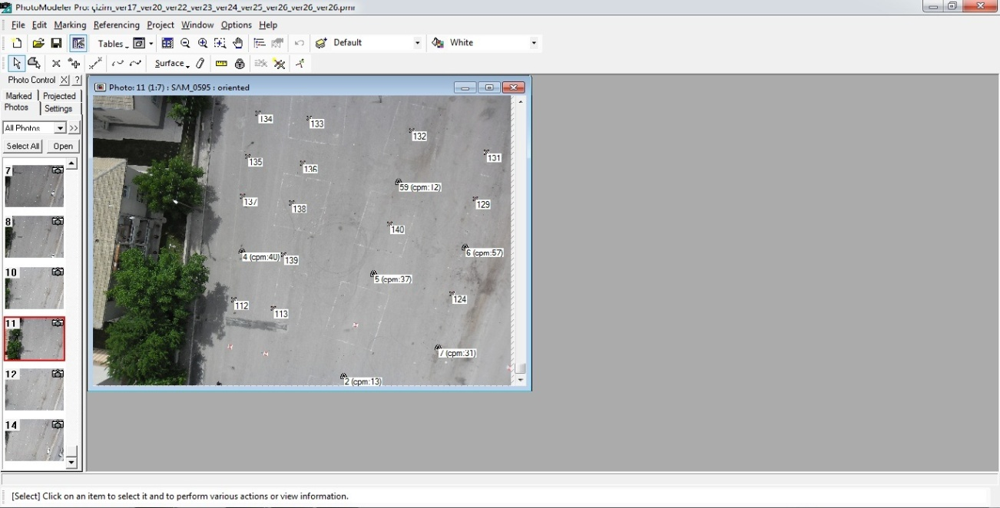 PhotoModeler Pro: çizim_ver17_ver20_ver22_ver23_ver24_ver25_ver26_ver26_ver26.pmr
File Edit Marking Referencing Project Window Options Help
Tables Default White
Surface
Photo Control X ?
Marked Projected
Photos Settings
All Photos >>
Select All Open
7
8
10
11
12
14
Photo: 11 (1:7) : SAM_0595 : oriented
134
133
132
131
135
136
59 (cpm:12)
137
138
129
140
4 (cpm:40)
139
6 (cpm:57)
5 (cpm:37)
124
112
113
7 (cpm:31)
2 (cpm:13)
[Select] Click on an item to select it and to perform various actions or view information.